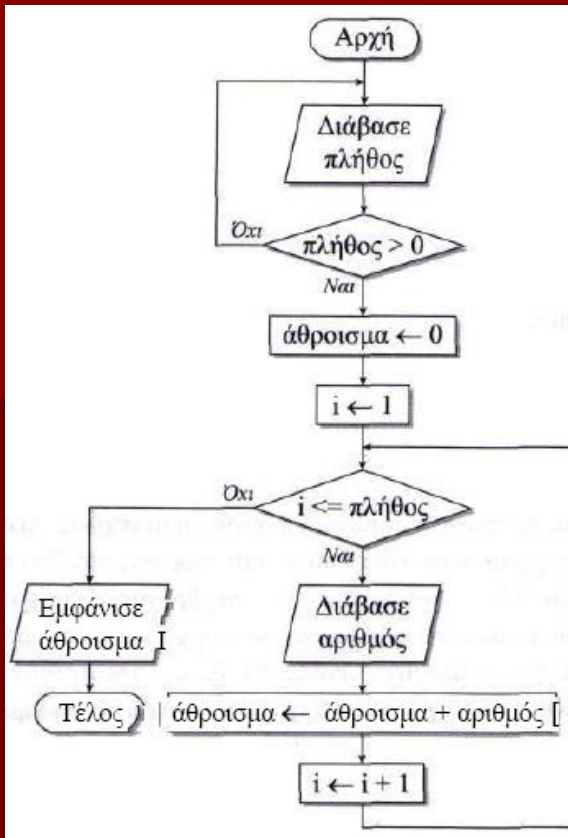 Αρχή
Διάβασε
πλήθος
Όχι
πλήθος > 0
Ναι
άθροισμα ← 0
i ← 1
Όχι
i <= πλήθος
Ναι
Εμφάνισε
άθροισμα
Διάβασε
αριθμός
Τέλος
άθροισμα ← άθροισμα + αριθμός
i ← i + 1